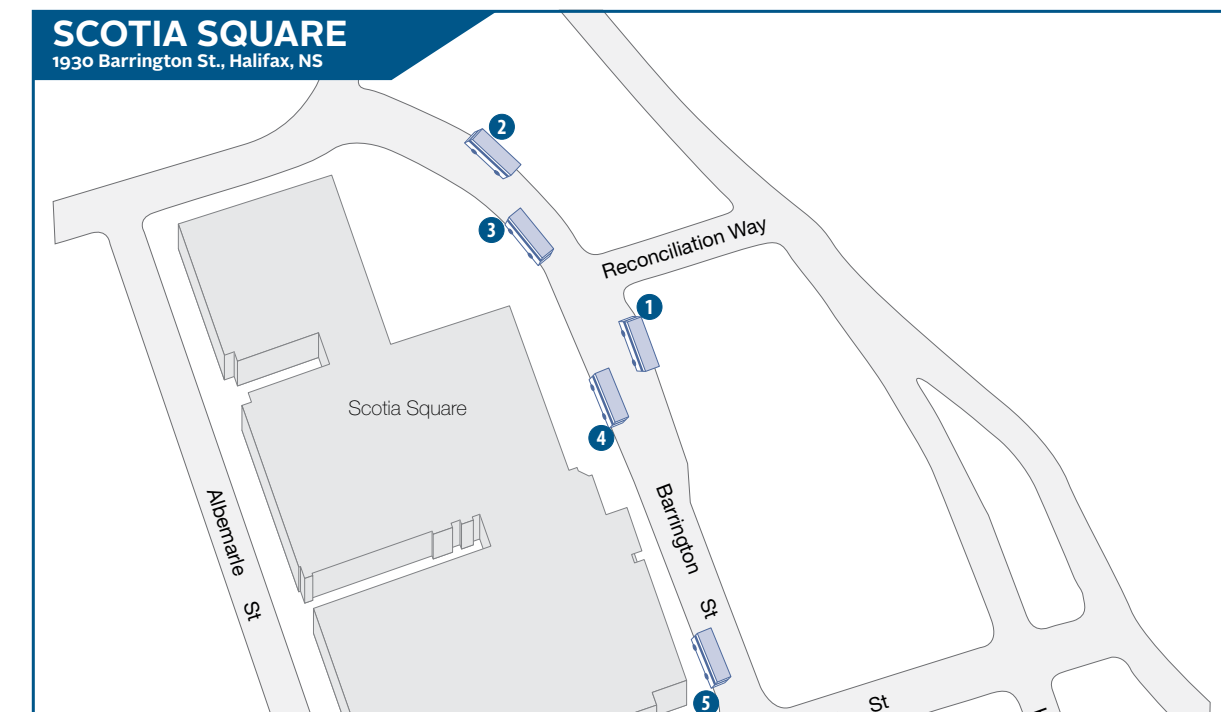 SCOTIA SQUARE
1930 Barrington St., Halifax, NS
2
3
Reconciliation Way
1
Scotia Square
4
Albemarle St
Barrington St
5
St